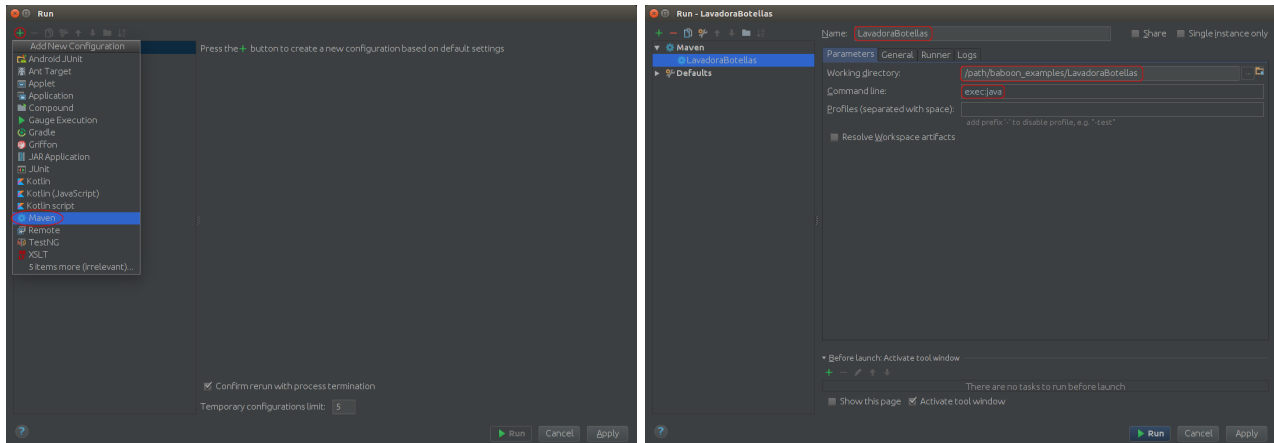 Run
Add New Configuration
Android JUnit
Ant Target
Applet
Application
Compound
Gauge Execution
Gradle
Griffon
JAR Application
JUnit
Kotlin
Kotlin (JavaScript)
Kotlin script
Maven
Remote
TestNG
XSLT
5 items more (irrelevant)...
Press the + button to create a new configuration based on default settings
Confirm rerun with process termination
Temporary configurations limit: 5
? Run Cancel Apply
Run - LavadoraBotellas
Maven
LavadoraBotellas
Defaults
Name: LavadoraBotellas Share Single instance only
Parameters General Runner Logs
Working directory: /path/baboon_examples/LavadoraBotellas ...
Command line: exec:java
Profiles (separated with space):
add prefix '-' to disable profile, e.g. "-test"
Resolve Workspace artifacts
Before launch: Activate tool window
There are no tasks to run before launch
Show this page Activate tool window
? Run Cancel Apply